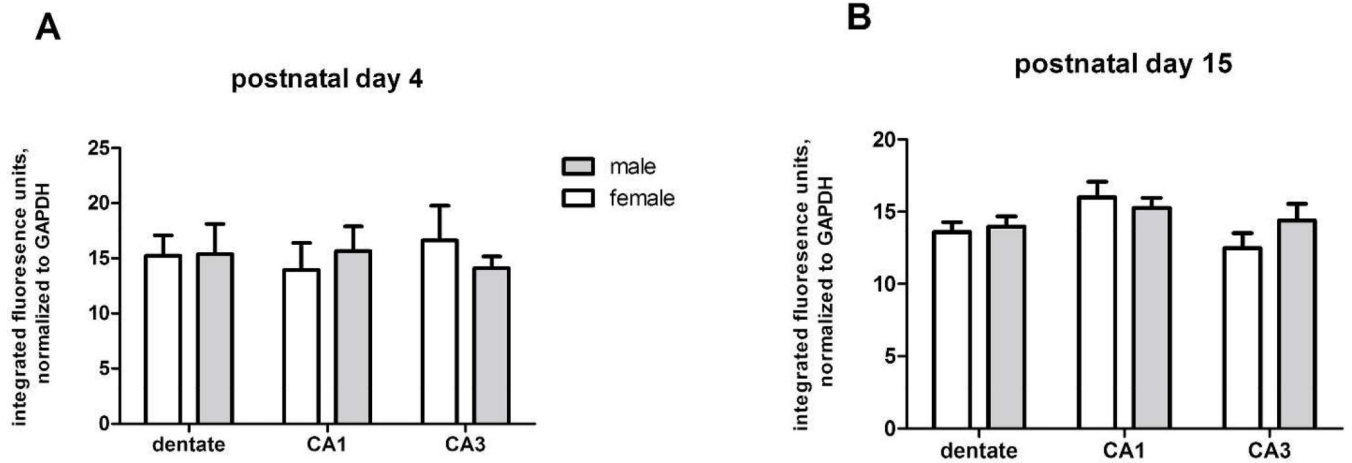 A
postnatal day 4
integrated fluoresence units,
normalized to GAPDH
25
20
15
10
5
0
dentate
CA1
CA3
male
female
B
postnatal day 15
integrated fluoresence units,
normalized to GAPDH
20
15
10
5
0
dentate
CA1
CA3